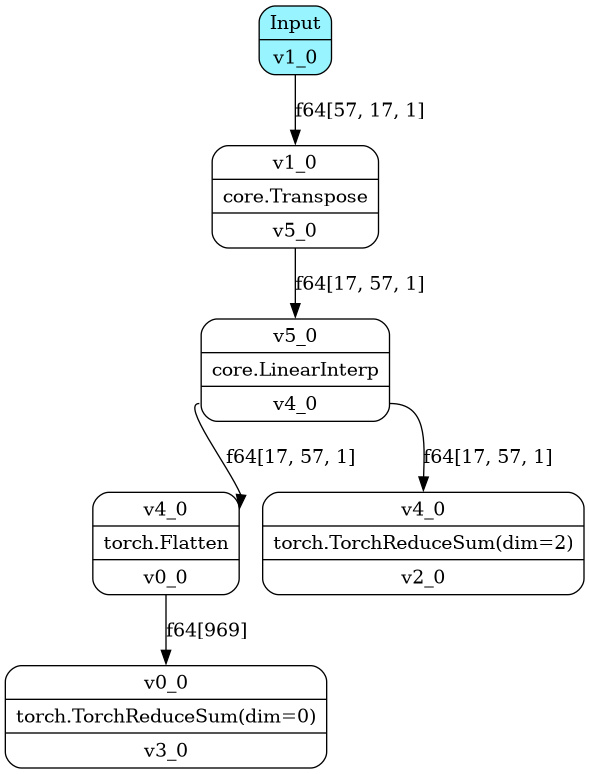 Input
v1_0
f64[57, 17, 1]
v1_0
core.Transpose
v5_0
f64[17, 57, 1]
v5_0
core.LinearInterp
v4_0
f64[17, 57, 1]
f64[17, 57, 1]
v4_0
torch.Flatten
v0_0
v4_0
torch.TorchReduceSum(dim=2)
v2_0
f64[969]
v0_0
torch.TorchReduceSum(dim=0)
v3_0